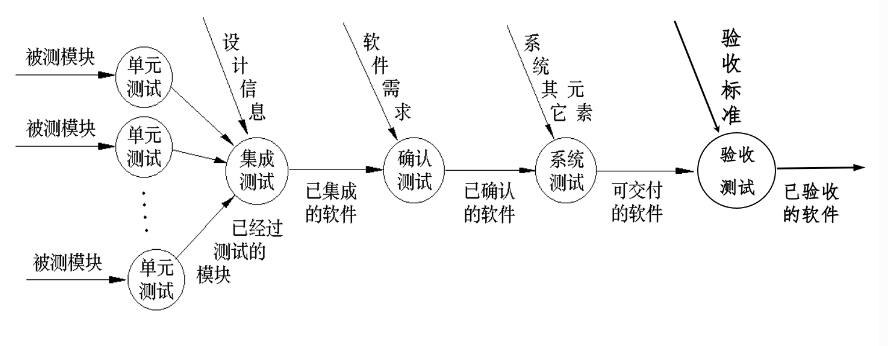 被测模块
单元
测试
被测模块
单元
测试
被测模块
单元
测试
设计信息
集成
测试
已经过
测试的
模块
已集成
的软件
软件需求
确认
测试
已确认
的软件
系统其它元素
系统
测试
可交付
的软件
验收标准
验收
测试
已验收
的软件